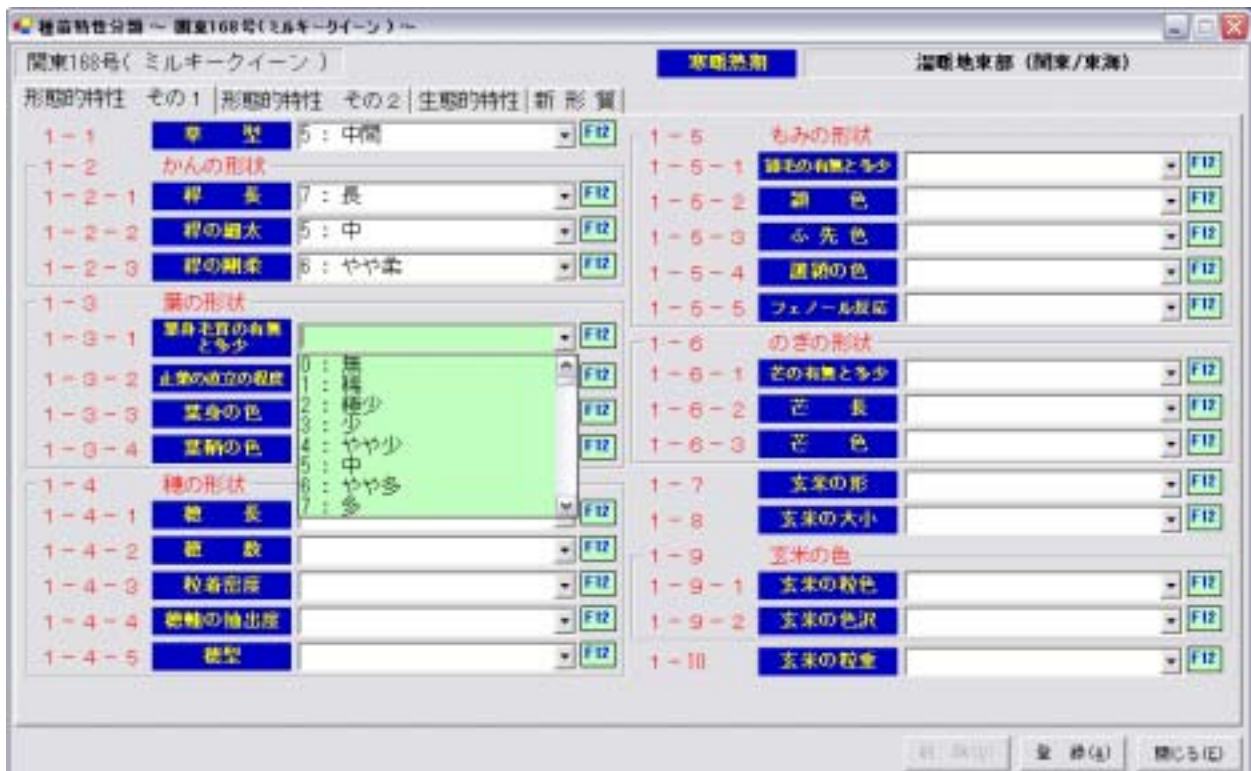 種苗特性分類 ～ 関東168号(ミルキークイーン) ～
関東168号( ミルキークイーン )
寒暖熱期
温暖地東部 (関東/東海)
形態的特性 その1
形態的特性 その2
生態的特性
新 形 質
1-1 草 型 5 : 中間 F12
1-2 かんの形状
1-2-1 稈 長 7 : 長 F12
1-2-2 稈の細太 5 : 中 F12
1-2-3 稈の剛柔 6 : やや柔 F12
1-3 葉の形状
1-3-1 葉身毛茸の有無と多少 F12
0 : 無
1 : 稀
2 : 極少
3 : 少
4 : やや少
5 : 中
6 : やや多
7 : 多
1-3-2 止葉の直立の程度 F12
1-3-3 葉身の色 F12
1-3-4 葉鞘の色 F12
1-4 穂の形状
1-4-1 穂 長 F12
1-4-2 穂 数 F12
1-4-3 粒着密度 F12
1-4-4 穂軸の抽出度 F12
1-4-5 穂型 F12
1-5 もみの形状
1-5-1 頴毛の有無と多少 F12
1-5-2 頴 色 F12
1-5-3 ふ先色 F12
1-5-4 護頴の色 F12
1-5-5 フェノール反応 F12
1-6 のぎの形状
1-6-1 芒の有無と多少 F12
1-6-2 芒 長 F12
1-6-3 芒 色 F12
1-7 玄米の形 F12
1-8 玄米の大小 F12
1-9 玄米の色
1-9-1 玄米の粒色 F12
1-9-2 玄米の色沢 F12
1-10 玄米の粒重 F12
登 録(A)
閉じる(E)